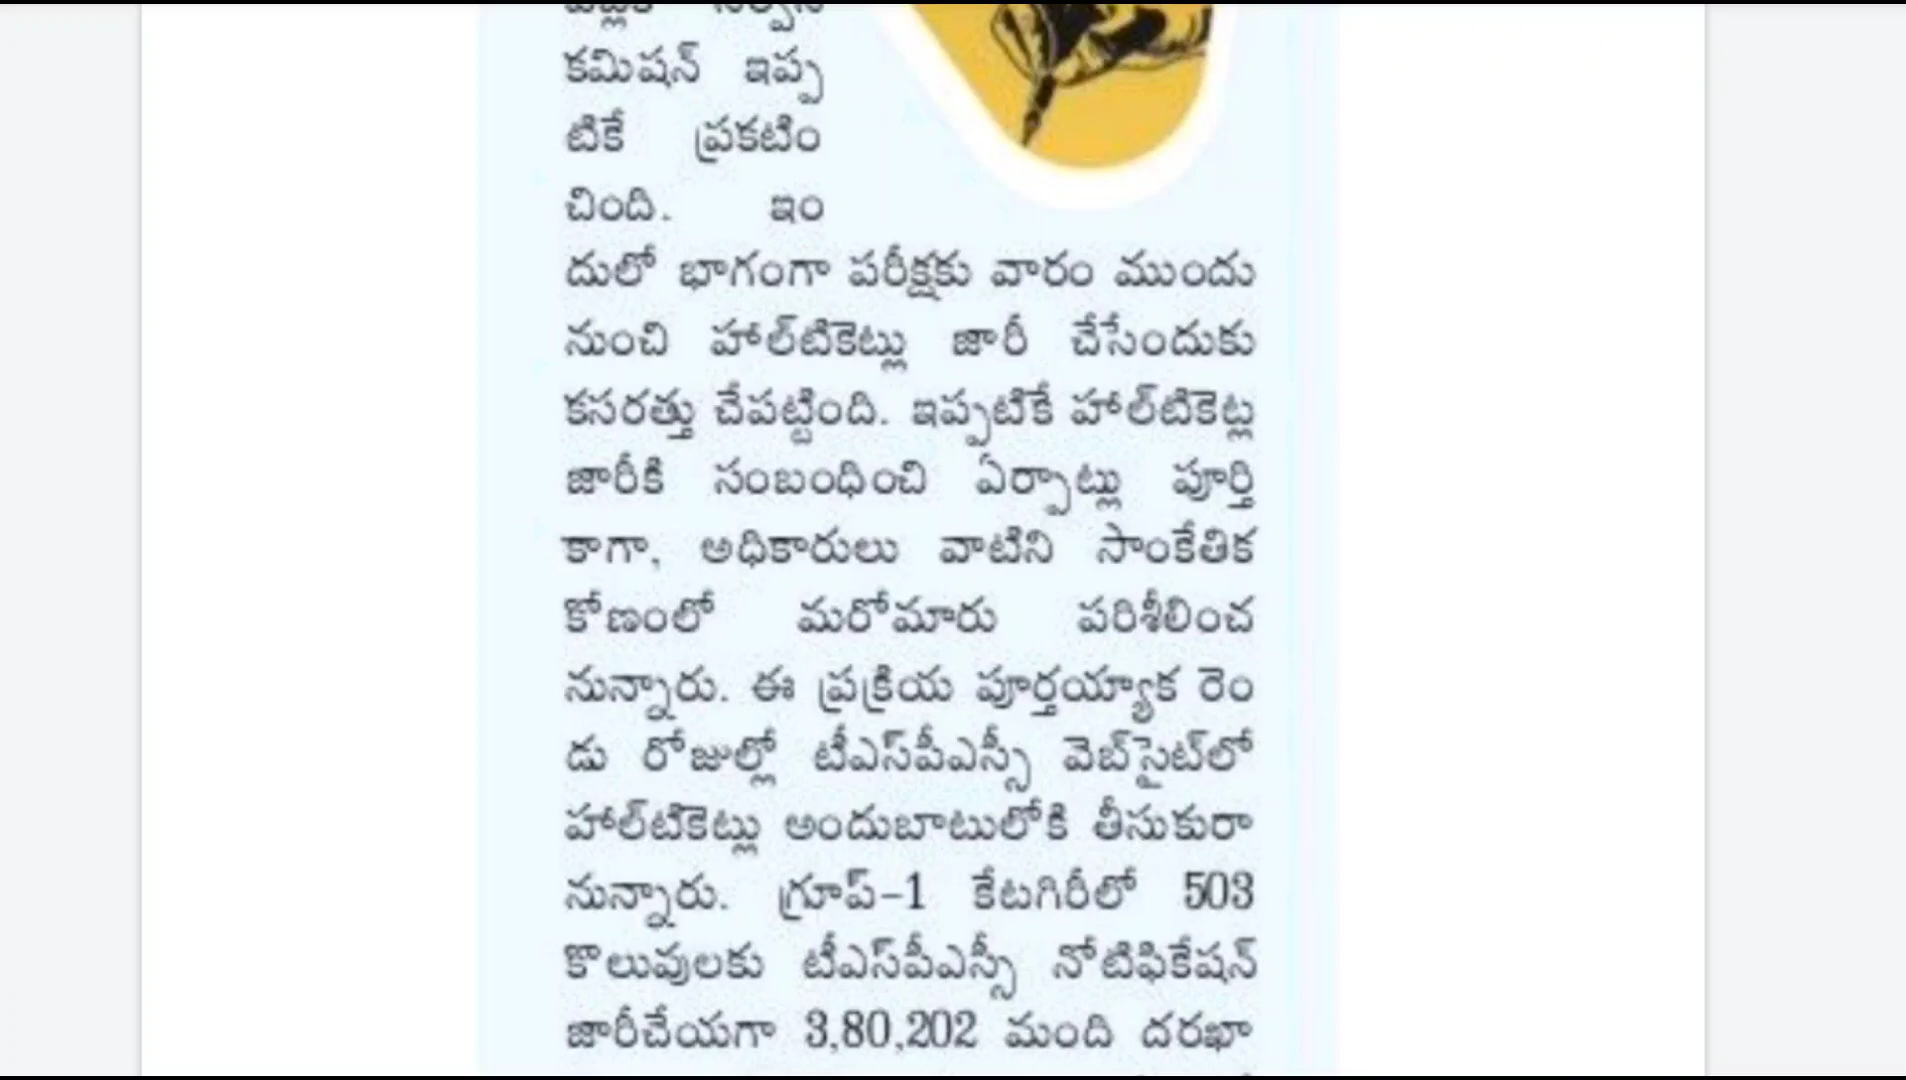 కమిషన్ ఇప్ప
టికే ప్రకటిం
చింది. ఇం
దులో భాగంగా పరీక్షకు వారం ముందు
నుంచి హాల్‌టికెట్లు జారీ చేసేందుకు
కసరత్తు చేపట్టింది. ఇప్పటికే హాల్‌టికెట్ల
జారీకి సంబంధించి ఏర్పాట్లు పూర్తి
కాగా, అధికారులు వాటిని సాంకేతిక
కోణంలో మరోమారు పరిశీలించ
నున్నారు. ఈ ప్రక్రియ పూర్తయ్యాక రెం
డు రోజుల్లో టీఎస్‌పీఎస్సీ వెబ్‌సైట్‌లో
హాల్‌టికెట్లు అందుబాటులోకి తీసుకురా
నున్నారు. గ్రూప్-1 కేటగిరీలో 503
కొలువులకు టీఎస్‌పీఎస్సీ నోటిఫికేషన్
జారీచేయగా 3,80,202 మంది దరఖా